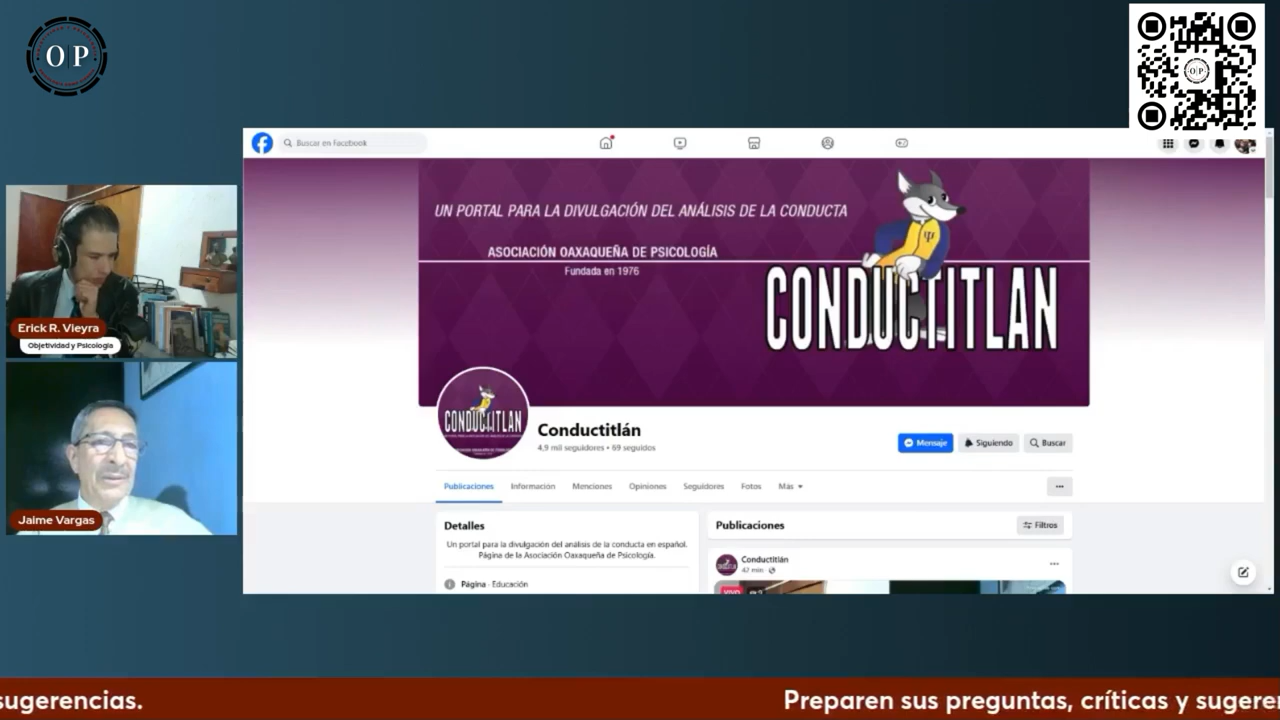 O|P
O|P
Buscar en Facebook
UN PORTAL PARA LA DIVULGACIÓN DEL ANÁLISIS DE LA CONDUCTA
ASOCIACIÓN OAXAQUEÑA DE PSICOLOGÍA
Fundada en 1976
Ψ
CONDUCTITLAN
Erick R. Vieyra
Objetividad y Psicología
Jaime Vargas
CONDUCTITLAN
Conductitlán
4,9 mil seguidores • 69 seguidos
Mensaje
Siguiendo
Buscar
Publicaciones
Información
Menciones
Opiniones
Seguidores
Fotos
Más
Detalles
Un portal para la divulgación del análisis de la conducta en español.
Página de la Asociación Oaxaqueña de Psicología.
Página · Educación
Publicaciones
Filtros
Conductitlán
47 min ·
VIVO
sugerencias.
Preparen sus preguntas, críticas y sugere